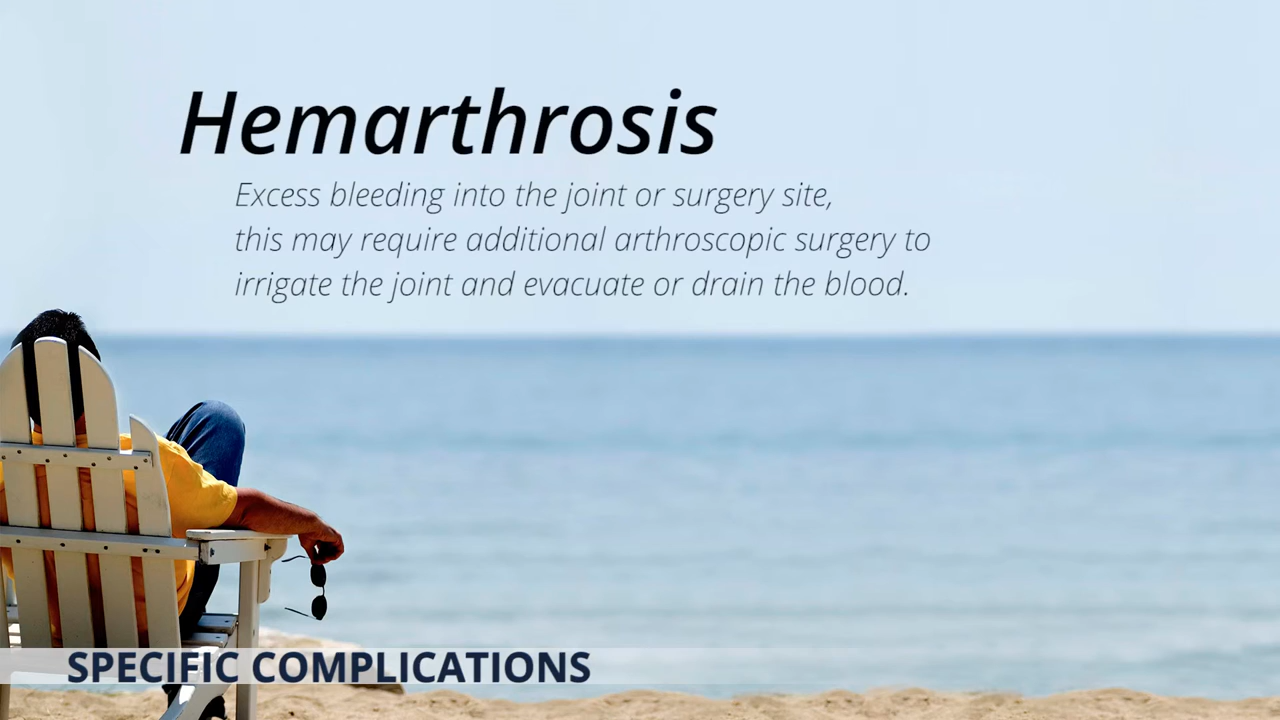 Hemarthrosis
Excess bleeding into the joint or surgery site,
this may require additional arthroscopic surgery to
irrigate the joint and evacuate or drain the blood.
SPECIFIC COMPLICATIONS